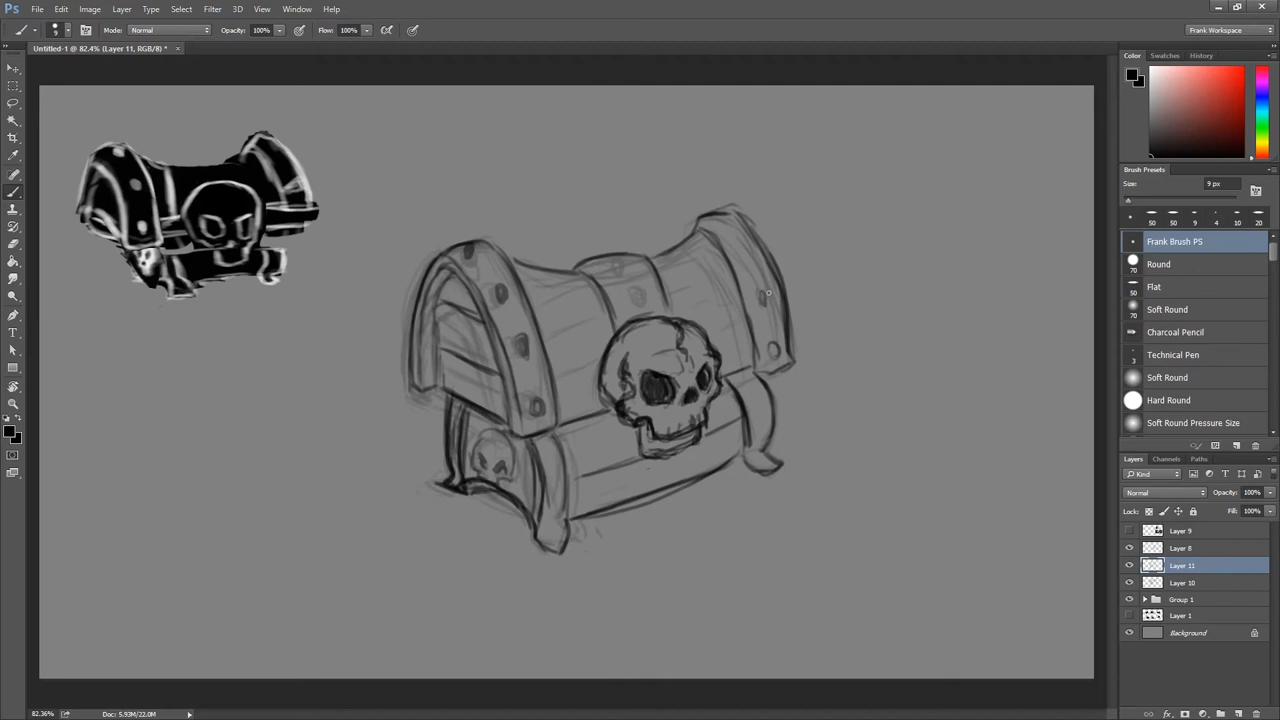 Ps File Edit Image Layer Type Select Filter 3D View Window Help
Mode: Normal Opacity: 100% Flow: 100% Frank Workspace
Untitled-1 @ 82.4% (Layer 11, RGB/8) * ×
Color Swatches History
Brush Presets
Size: 9 px
50 50 9 4 20
Frank Brush PS
Round
70
Flat
50
Soft Round
70
Charcoal Pencil
Technical Pen
3
Soft Round
Hard Round
Soft Round Pressure Size
Layers Channels Paths
Kind
Normal Opacity: 100%
Lock: Fill: 100%
Layer 9
Layer 8
Layer 11
Layer 10
Group 1
Layer 1
Background
82.36% Doc: 5.93M/22.0M